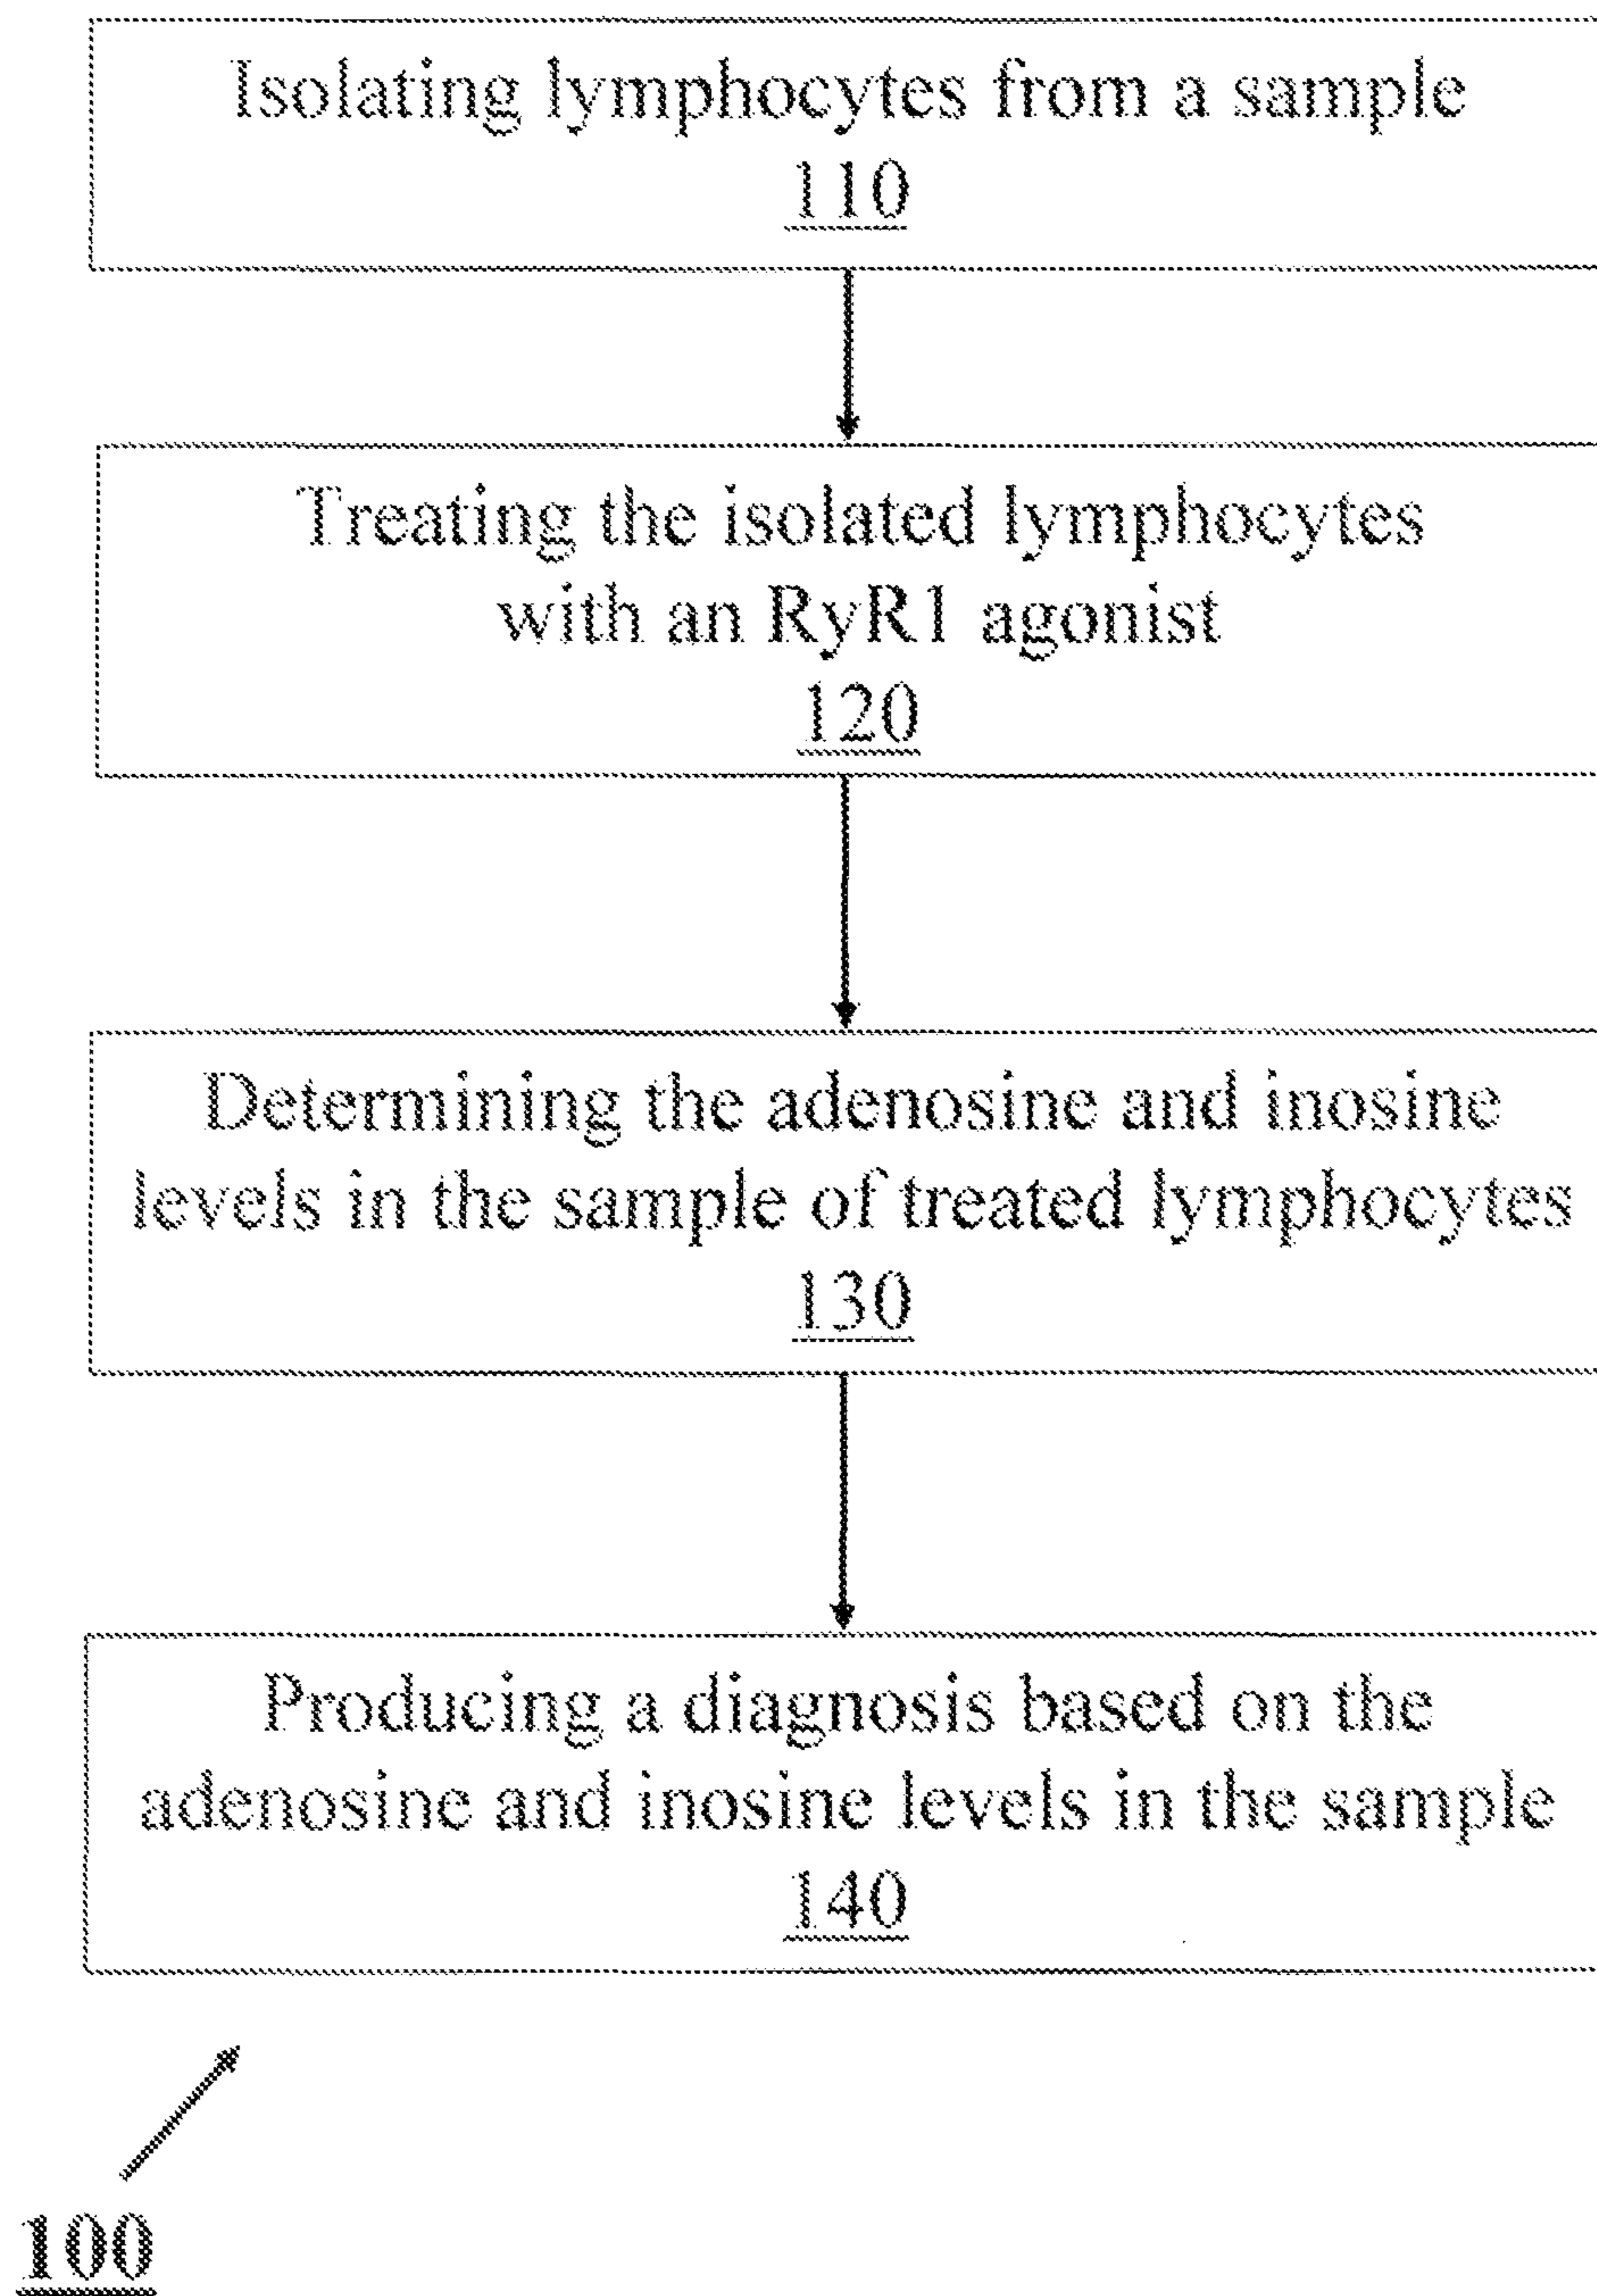 Isolating lymphocytes from a sample
110
Treating the isolated lymphocytes
with an RyR1 agonist
120
Determining the adenosine and inosine
levels in the sample of treated lymphocytes
130
Producing a diagnosis based on the
adenosine and inosine levels in the sample
140
100